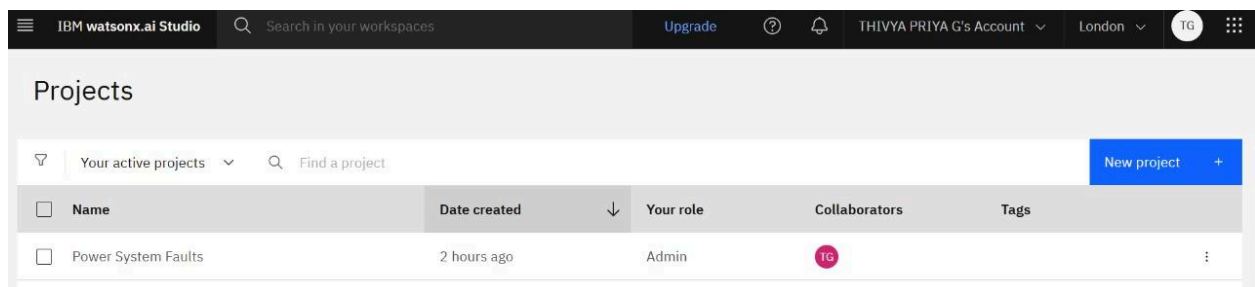 IBM watsonx.ai Studio Search in your workspaces Upgrade THIVYA PRIYA G's Account London TG
Projects
Your active projects Find a project New project +
Name Date created Your role Collaborators Tags
Power System Faults 2 hours ago Admin TG